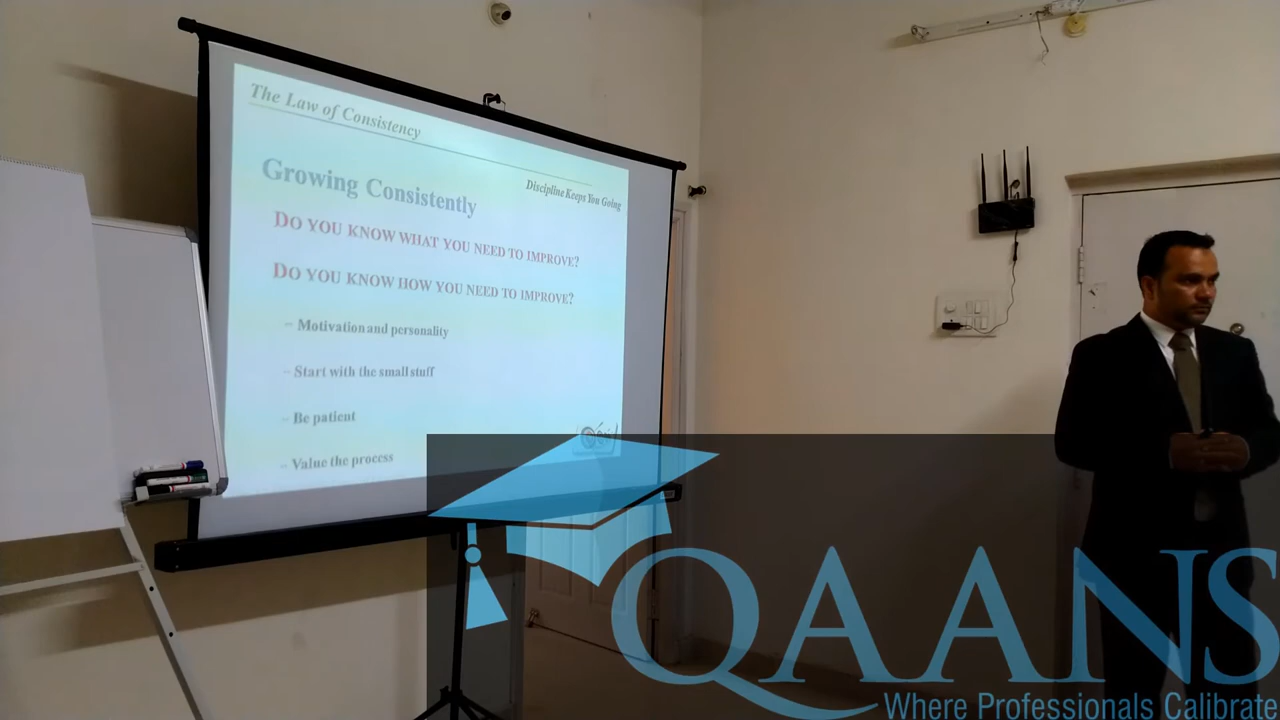 The Law of Consistency
Discipline Keeps You Going
Growing Consistently
DO YOU KNOW WHAT YOU NEED TO IMPROVE?
DO YOU KNOW HOW YOU NEED TO IMPROVE?
– Motivation and personality
– Start with the small stuff
– Be patient
– Value the process
QAANS
Where Professionals Calibrate